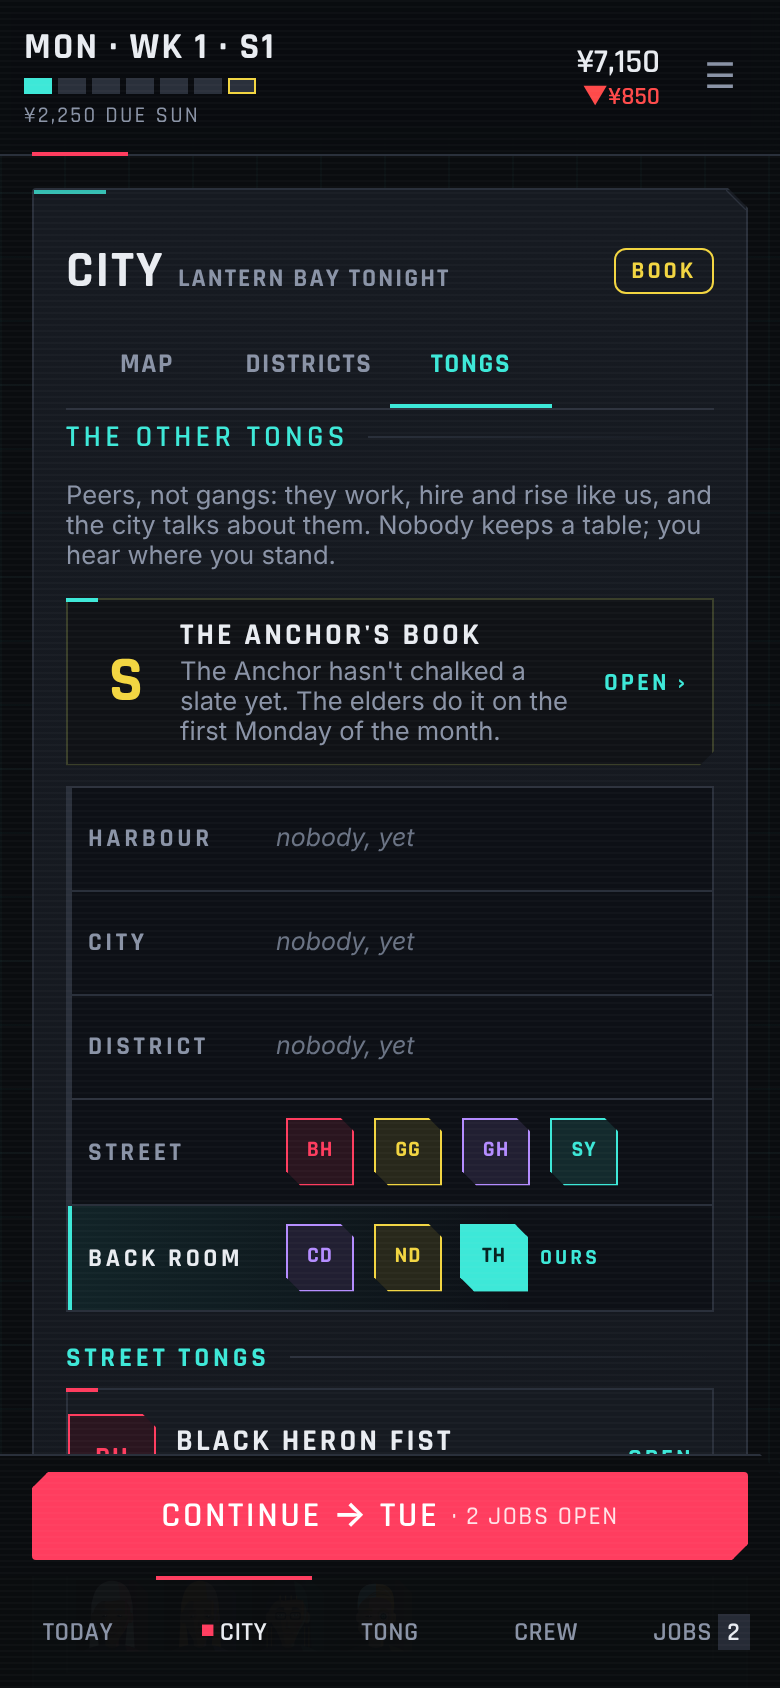 MON · WK 1 · S1
¥2,250 DUE SUN
¥7,150
▼¥850
☰
CITY LANTERN BAY TONIGHT
BOOK
MAP DISTRICTS TONGS
THE OTHER TONGS
Peers, not gangs: they work, hire and rise like us, and
the city talks about them. Nobody keeps a table; you
hear where you stand.
S
THE ANCHOR'S BOOK
The Anchor hasn't chalked a
slate yet. The elders do it on the
first Monday of the month.
OPEN ›
HARBOUR nobody, yet
CITY nobody, yet
DISTRICT nobody, yet
STREET BH GG GH SY
BACK ROOM CD ND TH OURS
STREET TONGS
BH
BLACK HERON FIST
OPEN
CONTINUE → TUE · 2 JOBS OPEN
TODAY CITY TONG CREW JOBS 2